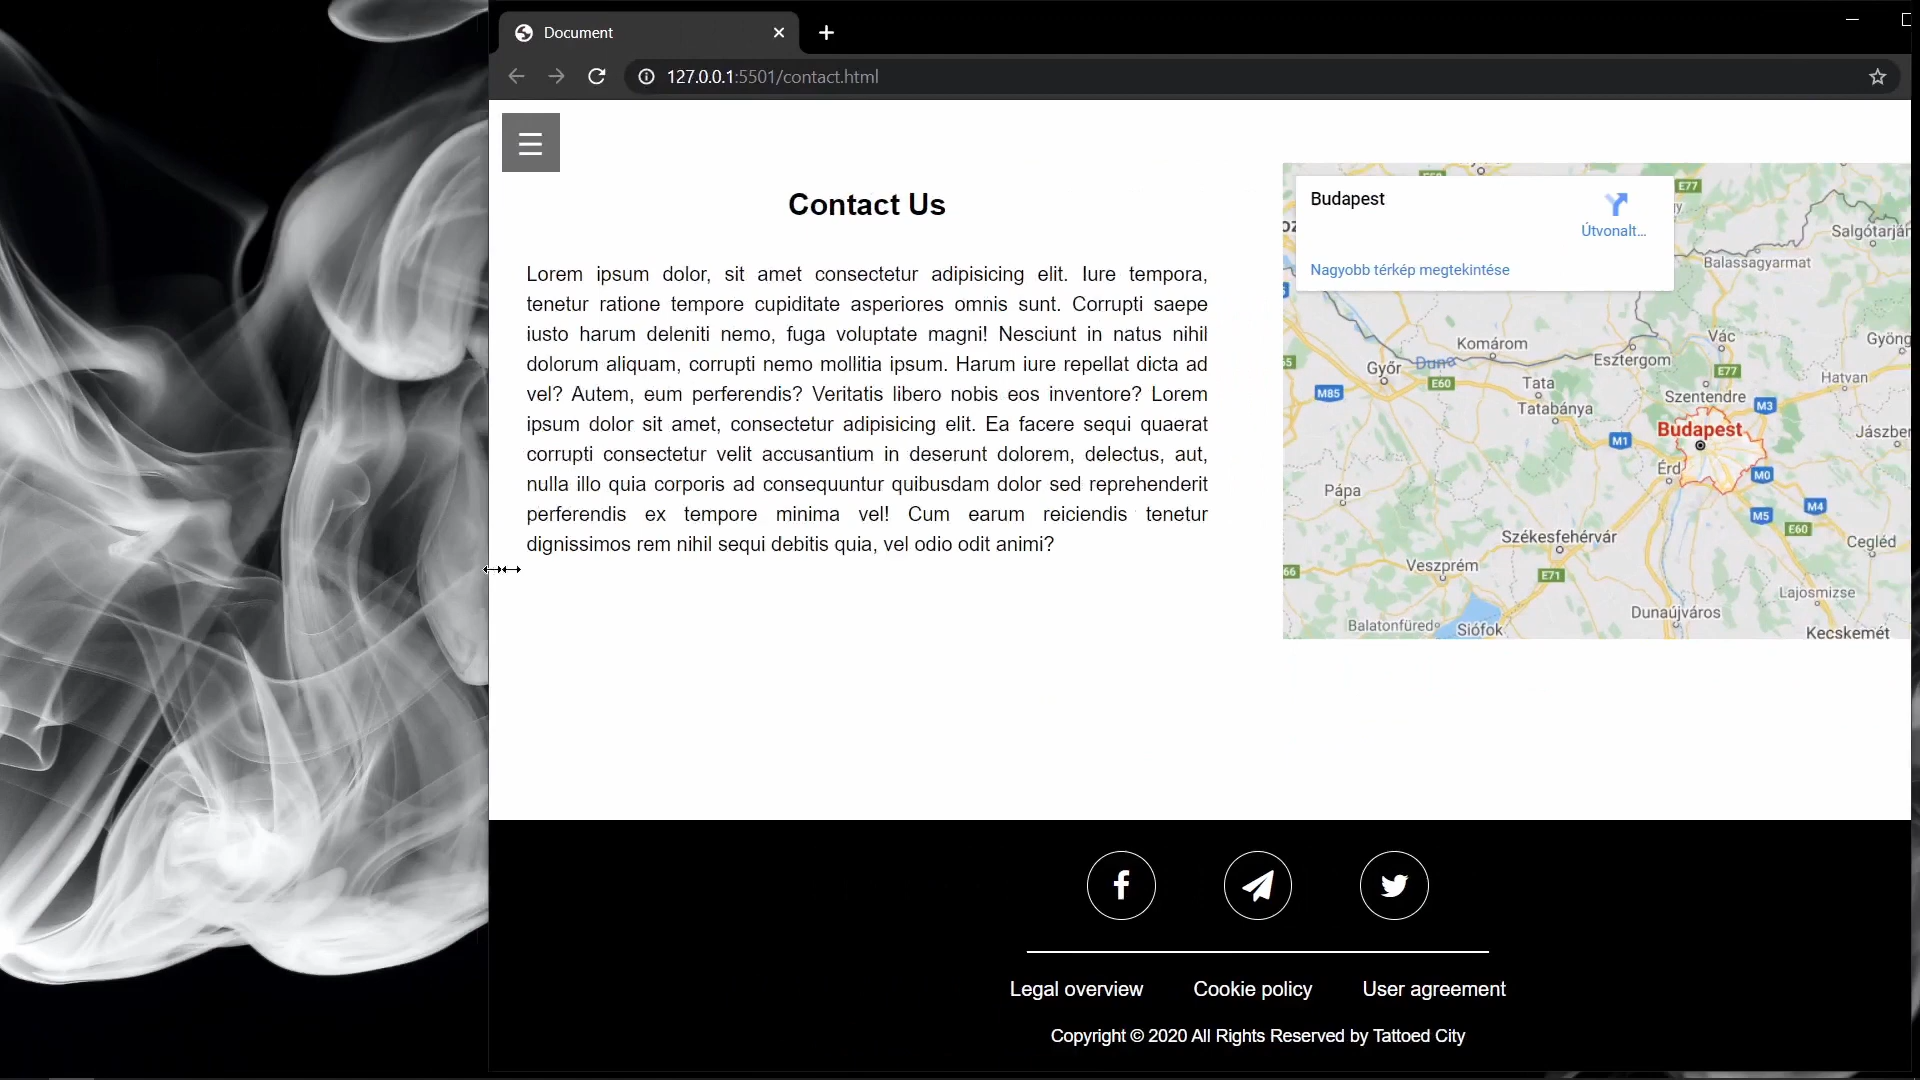 Document
127.0.0.1:5501/contact.html
Contact Us
Lorem ipsum dolor, sit amet consectetur adipisicing elit. Iure tempora,
tenetur ratione tempore cupiditate asperiores omnis sunt. Corrupti saepe
iusto harum deleniti nemo, fuga voluptate magni! Nesciunt in natus nihil
dolorum aliquam, corrupti nemo mollitia ipsum. Harum iure repellat dicta ad
vel? Autem, eum perferendis? Veritatis libero nobis eos inventore? Lorem
ipsum dolor sit amet, consectetur adipisicing elit. Ea facere sequi quaerat
corrupti consectetur velit accusantium in deserunt dolorem, delectus, aut,
nulla illo quia corporis ad consequuntur quibusdam dolor sed reprehenderit
perferendis ex tempore minima vel! Cum earum reiciendis tenetur
dignissimos rem nihil sequi debitis quia, vel odio odit animi?
Budapest
Útvonalt...
Nagyobb térkép megtekintése
E77
Salgótarján
Balassagyarmat
Komárom
Vác
Gyöng
Esztergom
Duna
Győr
E60
E77
Tata
Hatvan
M85
Szentendre
Tatabánya
M3
Budapest
M1
Jászber
Érd
M0
Pápa
M4
M5
E60
Székesfehérvár
Cegléd
Veszprém
66
E71
Lajosmizse
Dunaújváros
Balatonfüred
Siófok
Kecskemét
Legal overview
Cookie policy
User agreement
Copyright © 2020 All Rights Reserved by Tattoed City